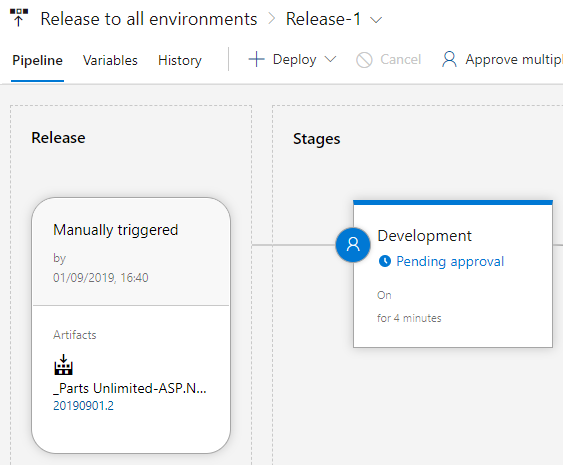 Release to all environments > Release-1
Pipeline Variables History Deploy Cancel Approve multipl
Release
Stages
Manually triggered
by
01/09/2019, 16:40
Artifacts
_Parts Unlimited-ASP.N...
20190901.2
Development
Pending approval
On
for 4 minutes